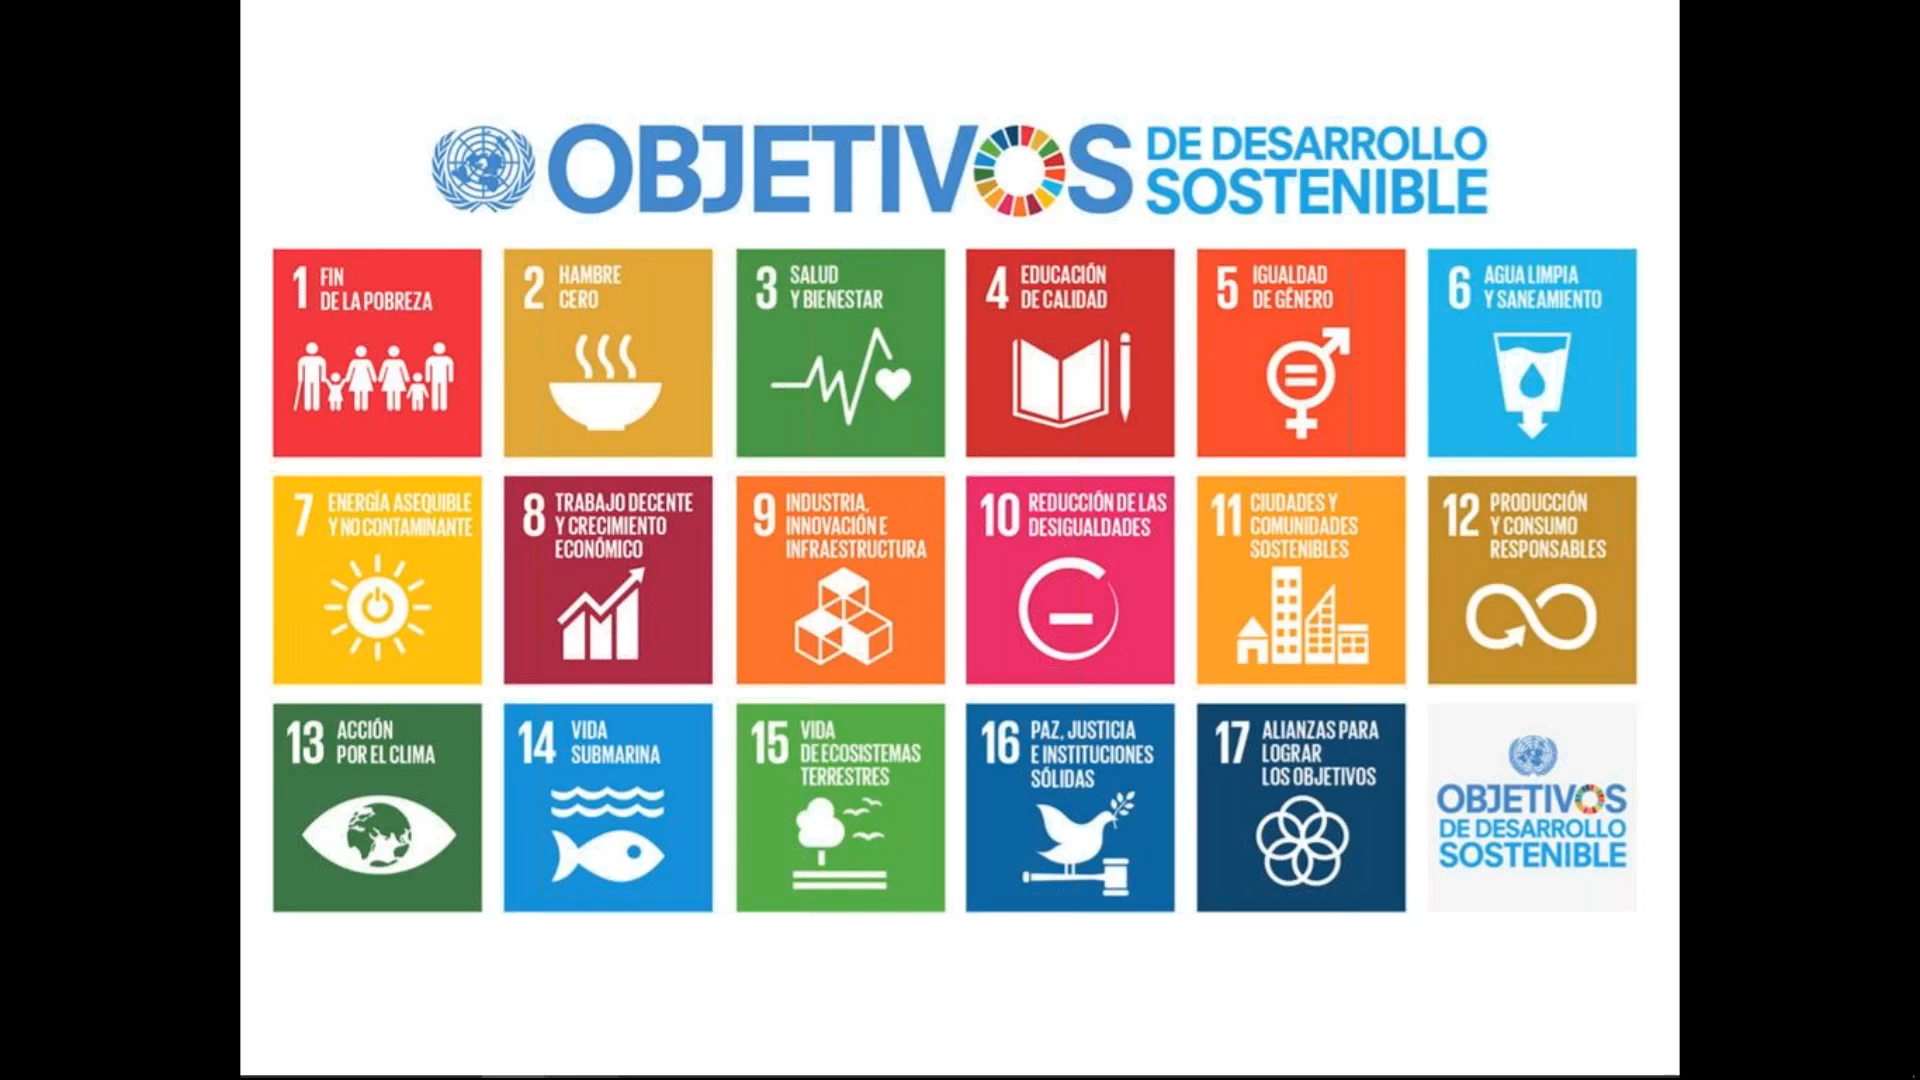 OBJETIVOS
DE DESARROLLO
SOSTENIBLE
1 FIN
DE LA POBREZA
2 HAMBRE
CERO
3 SALUD
Y BIENESTAR
4 EDUCACIÓN
DE CALIDAD
5 IGUALDAD
DE GÉNERO
6 AGUA LIMPIA
Y SANEAMIENTO
7 ENERGÍA ASEQUIBLE
Y NO CONTAMINANTE
8 TRABAJO DECENTE
Y CRECIMIENTO
ECONÓMICO
9 INDUSTRIA,
INNOVACIÓN E
INFRAESTRUCTURA
10 REDUCCIÓN DE LAS
DESIGUALDADES
11 CIUDADES Y
COMUNIDADES
SOSTENIBLES
12 PRODUCCIÓN
Y CONSUMO
RESPONSABLES
13 ACCIÓN
POR EL CLIMA
14 VIDA
SUBMARINA
15 VIDA
DE ECOSISTEMAS
TERRESTRES
16 PAZ, JUSTICIA
E INSTITUCIONES
SÓLIDAS
17 ALIANZAS PARA
LOGRAR
LOS OBJETIVOS
OBJETIVOS
DE DESARROLLO
SOSTENIBLE